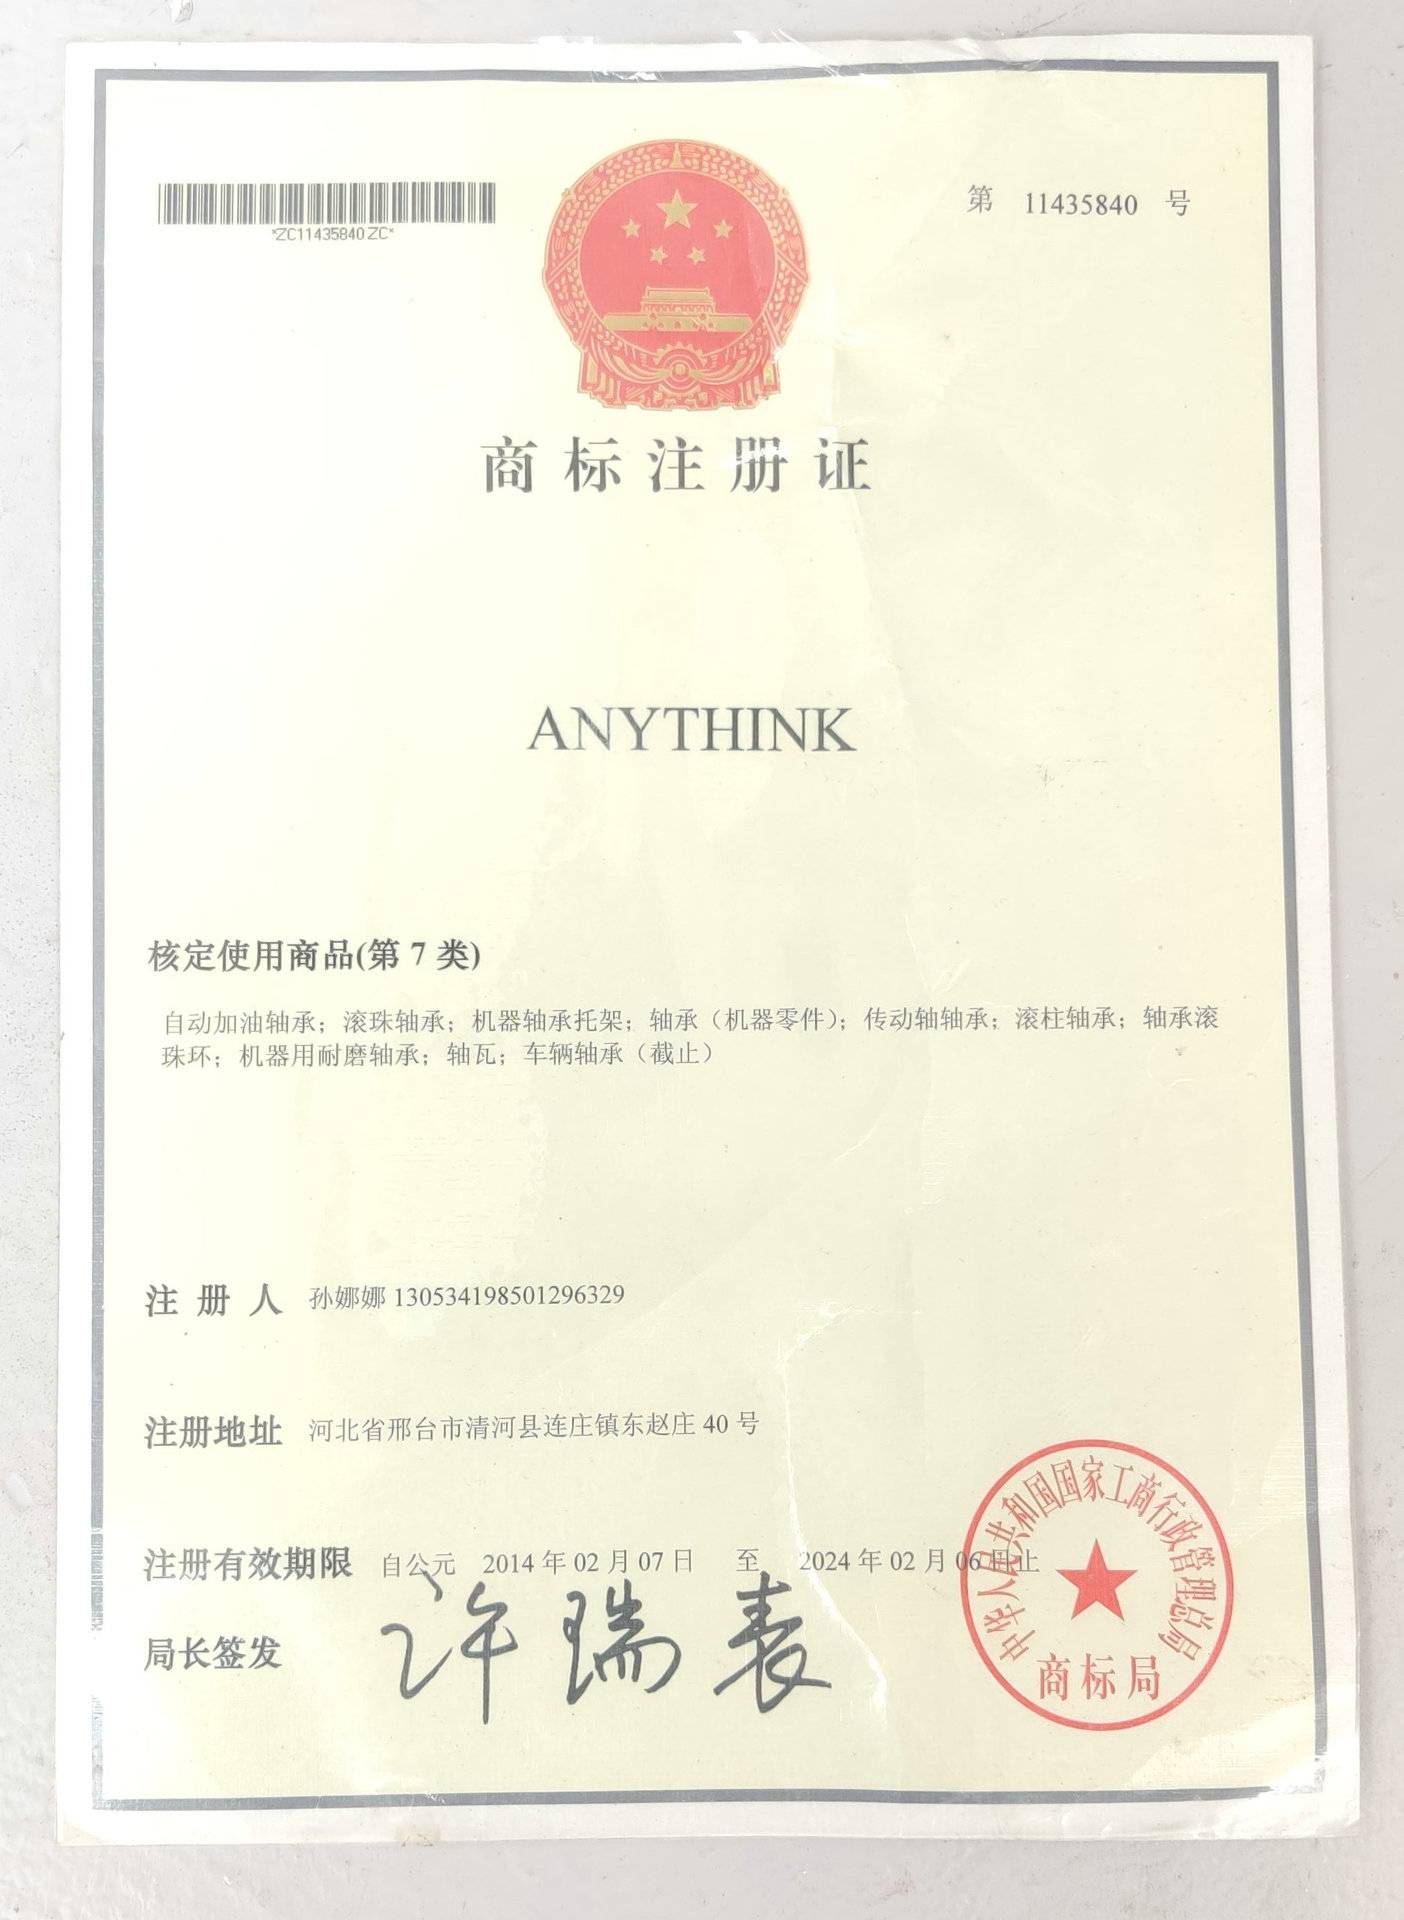 *ZC11435840ZC*
第 11435840 号
商标注册证
ANYTHINK
核定使用商品(第 7 类)
自动加油轴承；滚珠轴承；机器轴承托架；轴承（机器零件）；传动轴轴承；滚柱轴承；轴承滚
珠环；机器用耐磨轴承；轴瓦；车辆轴承（截止）
注 册 人 孙娜娜 130534198501296329
注册地址 河北省邢台市清河县连庄镇东赵庄 40 号
注册有效期限 自公元 2014 年 02 月 07 日 至 2024 年 02 月 06 日止
局长签发 许瑞表
中华人民共和国国家工商行政管理总局
商标局